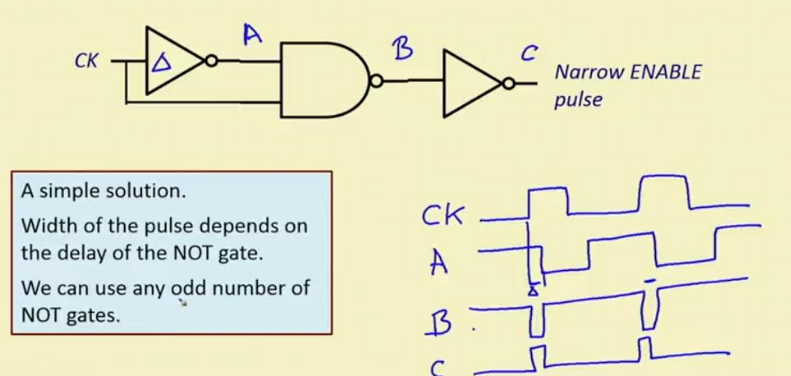 A
B
C
CK
Δ
Narrow ENABLE
pulse
A simple solution.
Width of the pulse depends on
the delay of the NOT gate.
We can use any odd number of
NOT gates.
CK
A
Δ
B
C